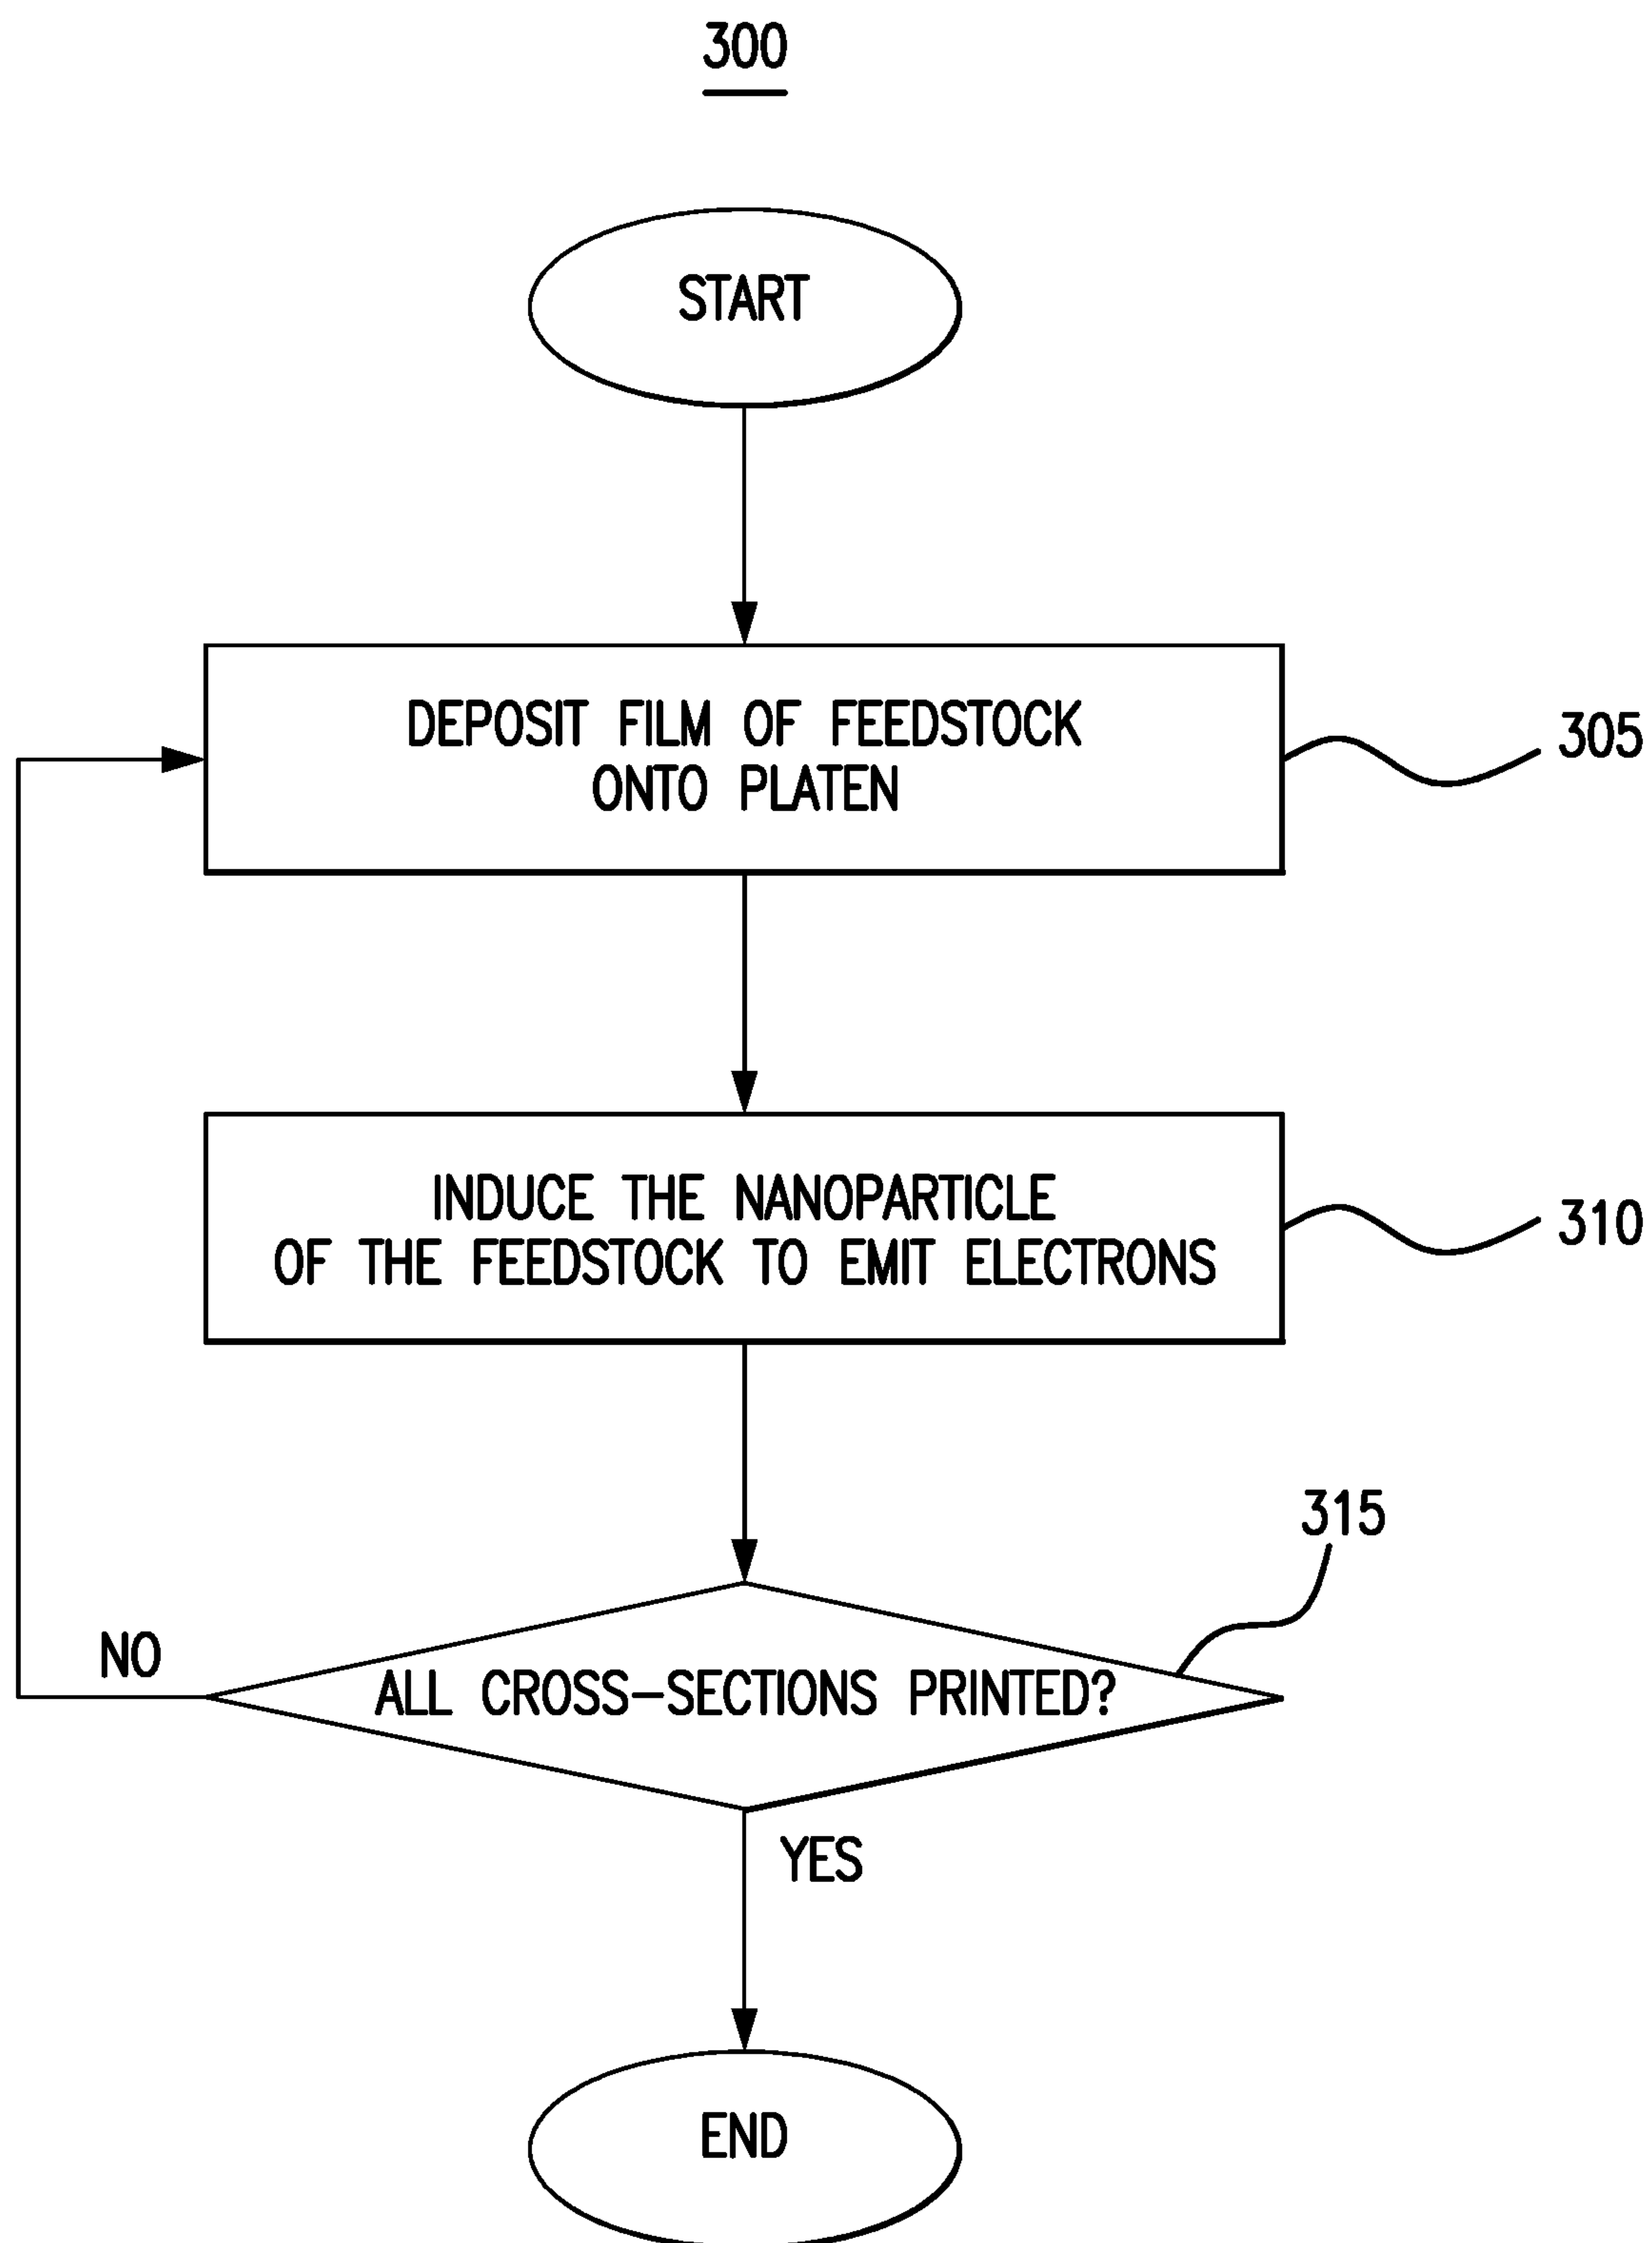 300
START
DEPOSIT FILM OF FEEDSTOCK
ONTO PLATEN
305
INDUCE THE NANOPARTICLE
OF THE FEEDSTOCK TO EMIT ELECTRONS
310
315
NO
ALL CROSS-SECTIONS PRINTED?
YES
END